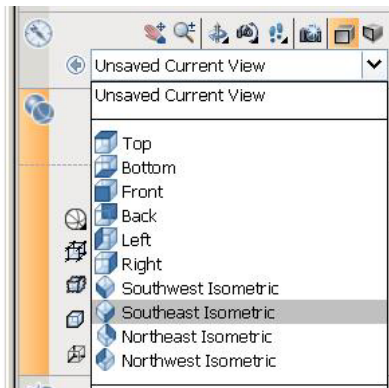 Unsaved Current View
Unsaved Current View
Top
Bottom
Front
Back
Left
Right
Southwest Isometric
Southeast Isometric
Northeast Isometric
Northwest Isometric